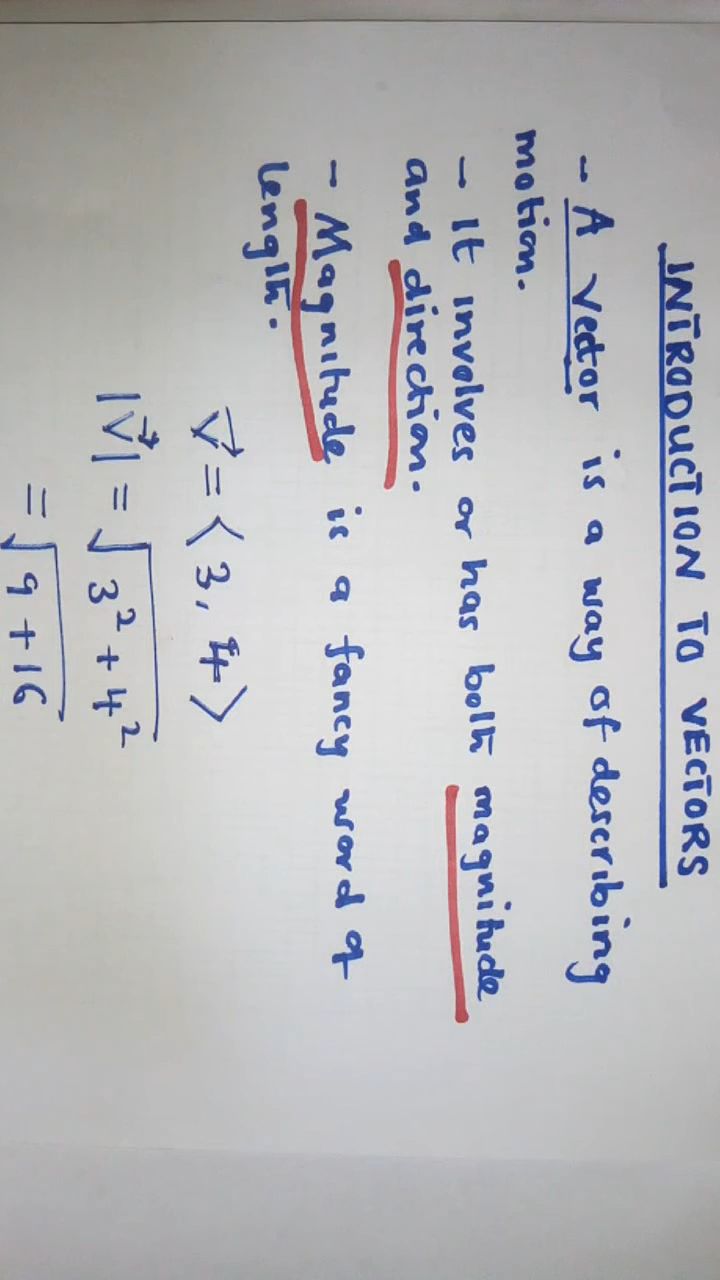 INTRODUCTION TO VECTORS
- A vector is a way of describing
motion.
- It involves or has both magnitude
and direction.
- Magnitude is a fancy word of
length.
v⃗ = ⟨3, 4⟩
|v⃗| = √(3² + 4²)
= √(9 + 16)